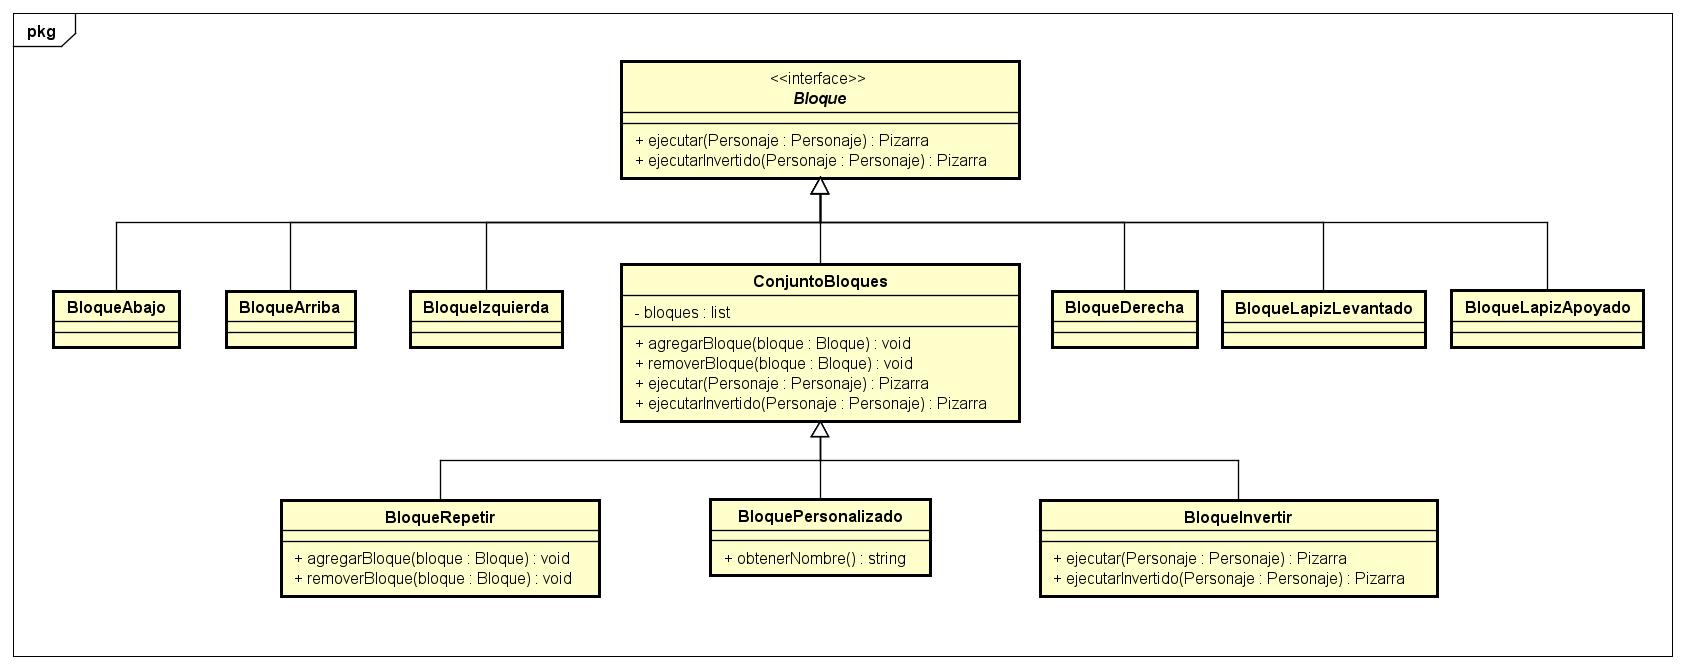 pkg
<<interface>>
Bloque
+ ejecutar(Personaje : Personaje) : Pizarra
+ ejecutarInvertido(Personaje : Personaje) : Pizarra
BloqueAbajo
BloqueArriba
BloqueIzquierda
ConjuntoBloques
- bloques : list
+ agregarBloque(bloque : Bloque) : void
+ removerBloque(bloque : Bloque) : void
+ ejecutar(Personaje : Personaje) : Pizarra
+ ejecutarInvertido(Personaje : Personaje) : Pizarra
BloqueDerecha
BloqueLapizLevantado
BloqueLapizApoyado
BloqueRepetir
+ agregarBloque(bloque : Bloque) : void
+ removerBloque(bloque : Bloque) : void
BloquePersonalizado
+ obtenerNombre() : string
BloqueInvertir
+ ejecutar(Personaje : Personaje) : Pizarra
+ ejecutarInvertido(Personaje : Personaje) : Pizarra